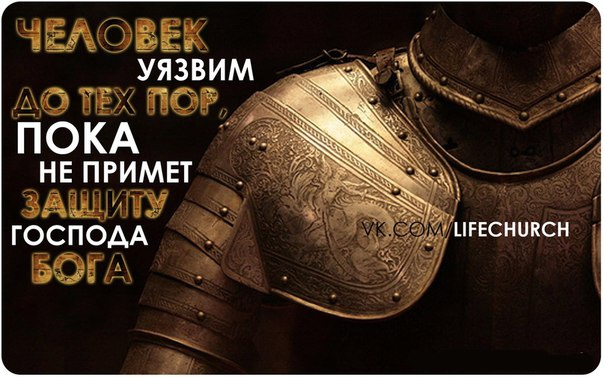 ЧЕЛОВЕК
УЯЗВИМ
ДО ТЕХ ПОР,
ПОКА
НЕ ПРИМЕТ
ЗАЩИТУ
ГОСПОДА
БОГА
VK.COM/LIFECHURCH